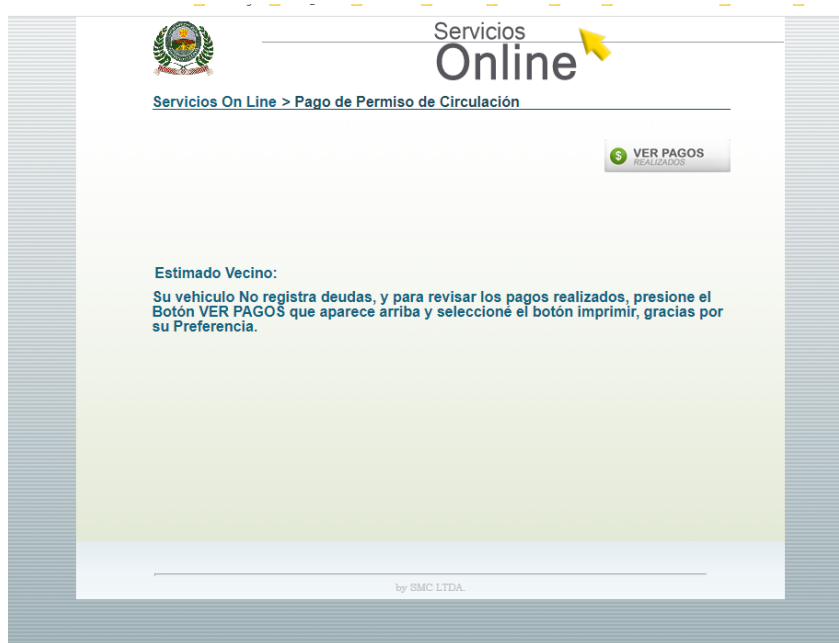 Servicios
Online
Servicios On Line > Pago de Permiso de Circulación
VER PAGOS
REALIZADOS
Estimado Vecino:
Su vehiculo No registra deudas, y para revisar los pagos realizados, presione el
Botón VER PAGOS que aparece arriba y seleccioné el botón imprimir, gracias por
su Preferencia.
by SMC LTDA.